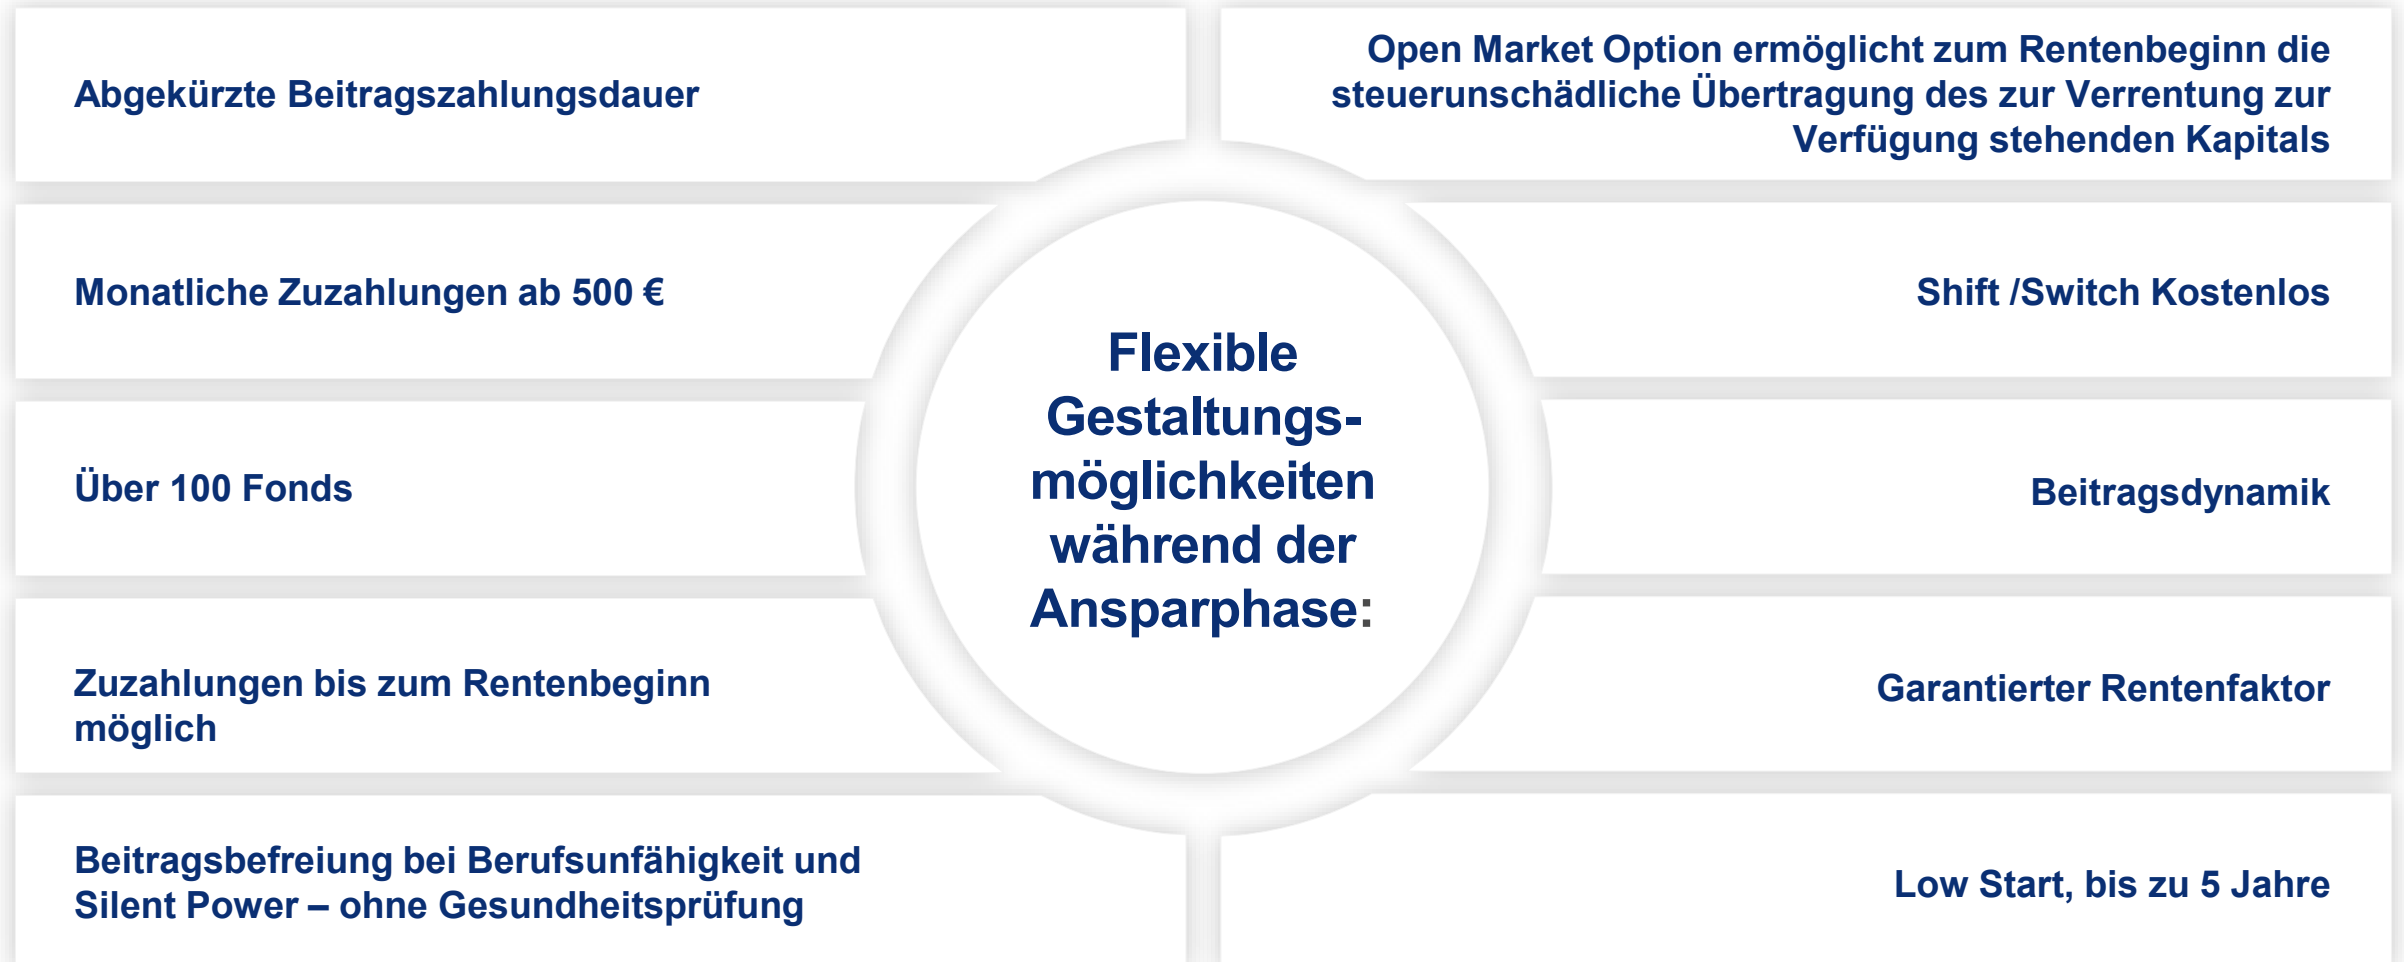 Abgekürzte Beitragszahlungsdauer
Monatliche Zuzahlungen ab 500 €
Über 100 Fonds
Zuzahlungen bis zum Rentenbeginn
möglich
Beitragsbefreiung bei Berufsunfähigkeit und
Silent Power – ohne Gesundheitsprüfung
Flexible
Gestaltungs-
möglichkeiten
während der
Ansparphase:
Open Market Option ermöglicht zum Rentenbeginn die
steuerunschädliche Übertragung des zur Verrentung zur
Verfügung stehenden Kapitals
Shift /Switch Kostenlos
Beitragsdynamik
Garantierter Rentenfaktor
Low Start, bis zu 5 Jahre